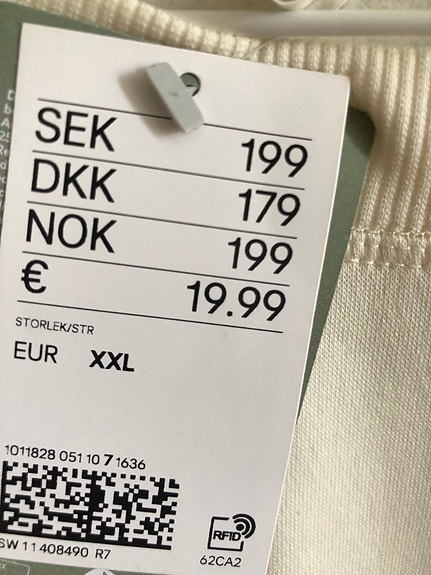 SEK 199
DKK 179
NOK 199
€ 19.99
STORLEK/STR
EUR XXL
1011828 051 10 7 1636
SW 11 408490 R7
RFID
62CA2